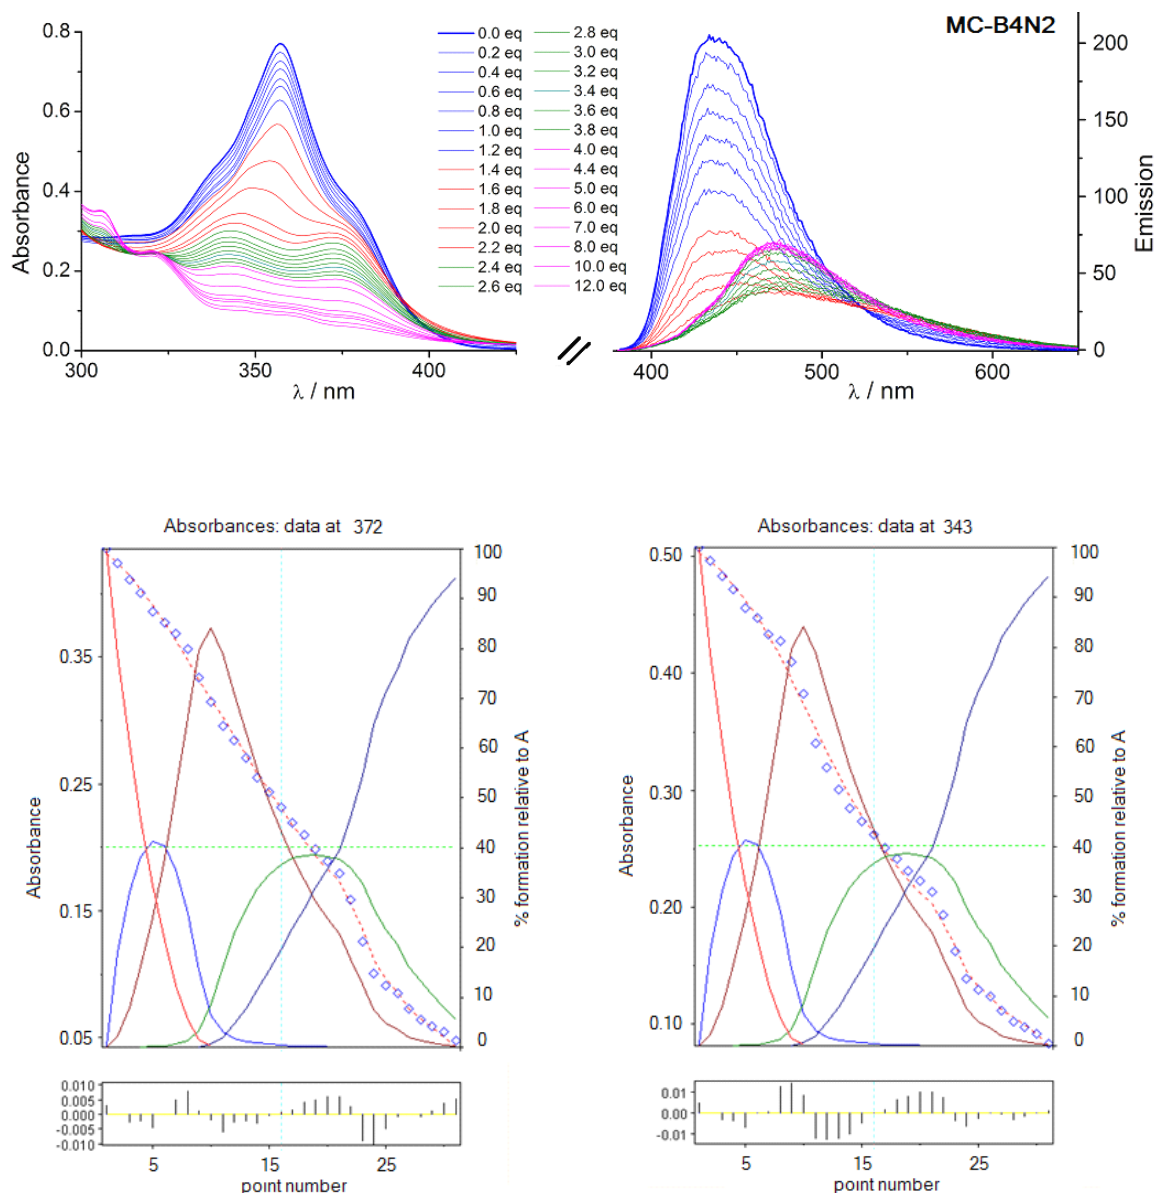 MC-B4N2
0.8
0.6
0.4
0.2
0.0
Absorbance
300
350
400
λ / nm
0.0 eq
0.2 eq
0.4 eq
0.6 eq
0.8 eq
1.0 eq
1.2 eq
1.4 eq
1.6 eq
1.8 eq
2.0 eq
2.2 eq
2.4 eq
2.6 eq
2.8 eq
3.0 eq
3.2 eq
3.4 eq
3.6 eq
3.8 eq
4.0 eq
4.4 eq
5.0 eq
6.0 eq
7.0 eq
8.0 eq
10.0 eq
12.0 eq
200
150
100
50
0
Emission
400
500
600
λ / nm
Absorbances: data at 372
0.35
0.25
0.15
0.05
Absorbance
100
90
80
70
60
50
40
30
20
10
0
% formation relative to A
0.010
0.005
0.000
-0.005
-0.010
5
15
25
point number
Absorbances: data at 343
0.50
0.40
0.30
0.20
0.10
Absorbance
100
90
80
70
60
50
40
30
20
10
0
% formation relative to A
0.01
0.00
-0.01
5
15
25
point number